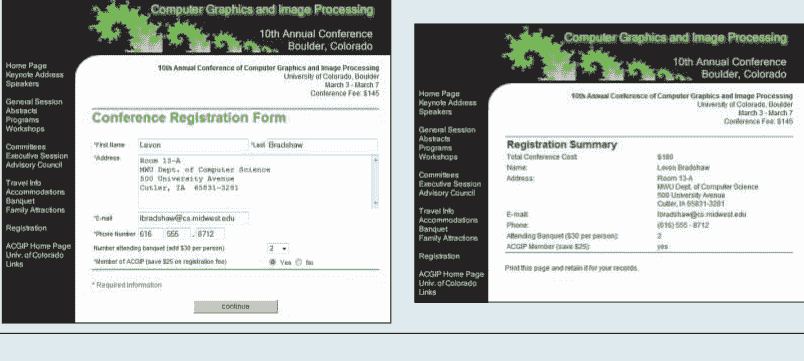 Computer Graphics and Image Processing
10th Annual Conference
Boulder, Colorado
Home Page
Keynote Address
Speakers
General Session
Abstracts
Programs
Workshops
Committees
Executive Session
Advisory Council
Travel Info
Accommodations
Banquet
Family Attractions
Registration
ACGIP Home Page
Univ. of Colorado
Links
10th Annual Conference of Computer Graphics and Image Processing
University of Colorado, Boulder
March 3 - March 7
Conference Fee: $145
Conference Registration Form
*First Name Levon *Last Bradshaw
*Address Room 13-A
MWU Dept. of Computer Science
500 University Avenue
Cutler, IA 65831-3281
*E-mail lbradshaw@cs.midwest.edu
*Phone Number 616 555 - 8712
Number attending banquet (add $30 per person) 2
*Member of ACGIP (save $25 on registration fee) Yes No
* Required Information
continue
Computer Graphics and Image Processing
10th Annual Conference
Boulder, Colorado
Home Page
Keynote Address
Speakers
General Session
Abstracts
Programs
Workshops
Committees
Executive Session
Advisory Council
Travel Info
Accommodations
Banquet
Family Attractions
Registration
ACGIP Home Page
Univ. of Colorado
Links
10th Annual Conference of Computer Graphics and Image Processing
University of Colorado, Boulder
March 3 - March 7
Conference Fee: $145
Registration Summary
Total Conference Cost: $180
Name: Levon Bradshaw
Address: Room 13-A
MWU Dept. of Computer Science
500 University Avenue
Cutler, IA 65831-3281
E-mail: lbradshaw@cs.midwest.edu
Phone: (616) 555 - 8712
Attending Banquet ($30 per person): 2
ACGIP Member (save $25): yes
Print this page and retain it for your records.